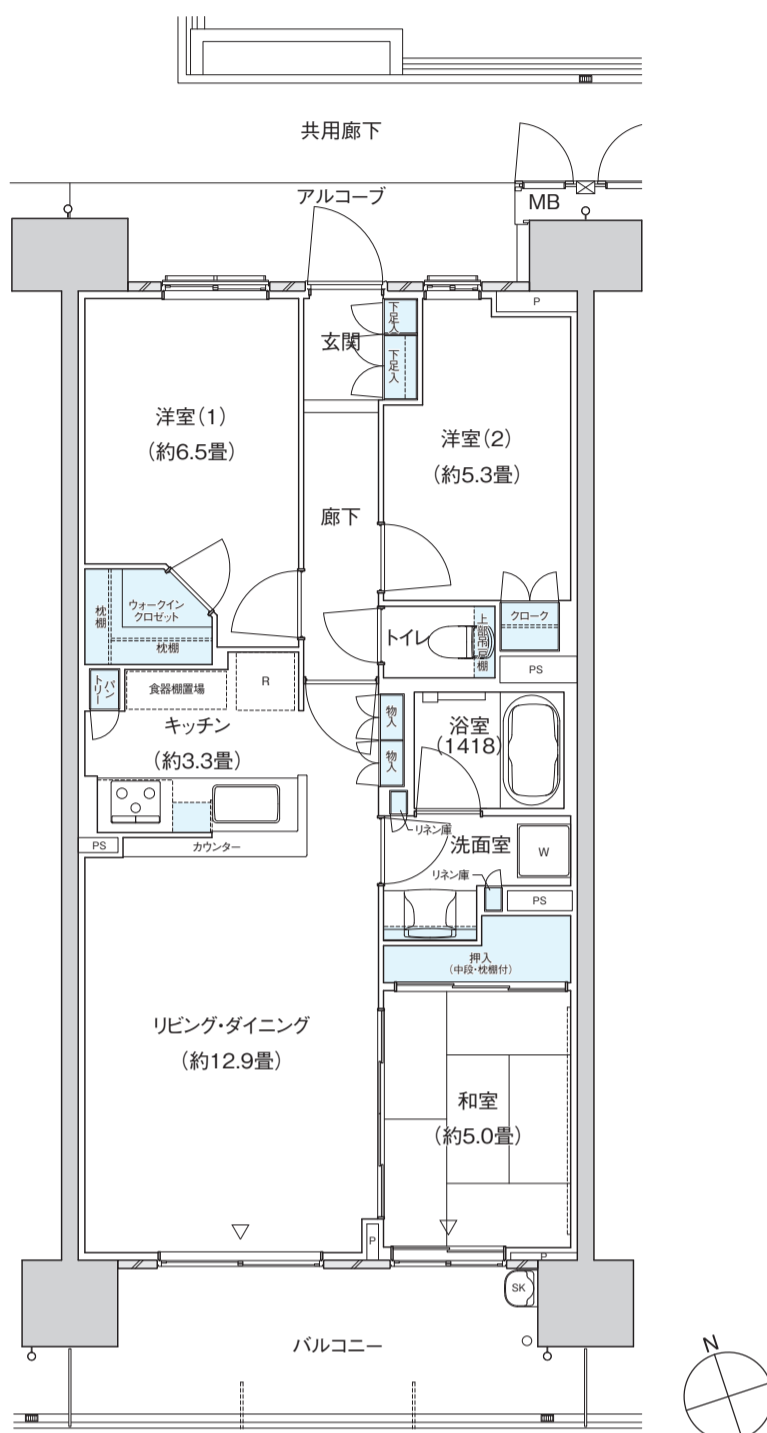 共用廊下
アルコーブ
MB
P
下足入
玄関
下足入
洋室(1)
(約6.5畳)
洋室(2)
(約5.3畳)
廊下
枕棚
ウォークイン
クロゼット
枕棚
トイレ
上部吊戸棚
クローク
PS
パン
トリー
食器棚置場
R
キッチン
(約3.3畳)
物入
物入
浴室
(1418)
リネン庫
洗面室
W
PS
カウンター
リネン庫
PS
押入
(中段・枕棚付)
リビング・ダイニング
(約12.9畳)
和室
(約5.0畳)
P
P
SK
バルコニー
N